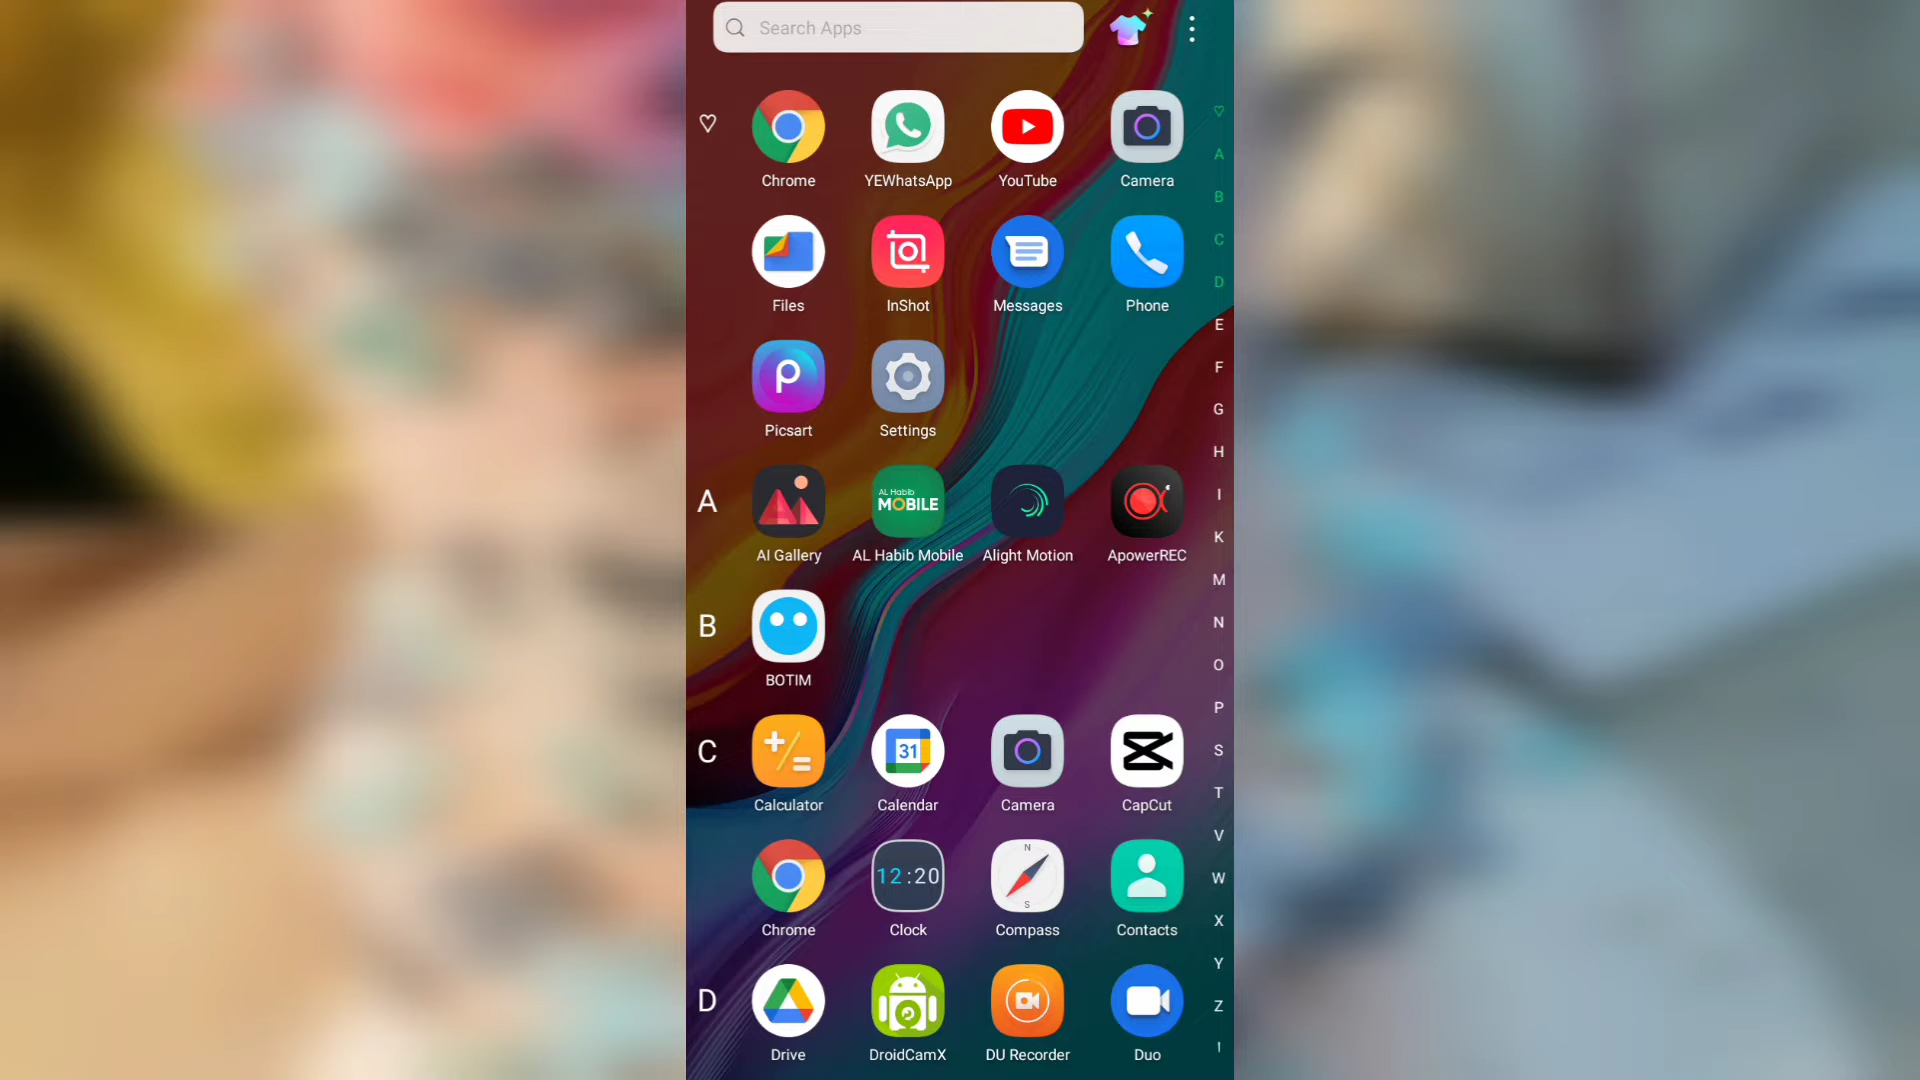 Search Apps
Chrome YEWhatsApp YouTube Camera
Files InShot Messages Phone
Picsart Settings
A
AL Habib
MOBILE
AI Gallery AL Habib Mobile Alight Motion ApowerREC
B
BOTIM
C
31
Calculator Calendar Camera CapCut
12:20
N
S
Chrome Clock Compass Contacts
D
Drive DroidCamX DU Recorder Duo
A
B
C
D
E
F
G
H
I
K
M
N
O
P
S
T
V
W
X
Y
Z